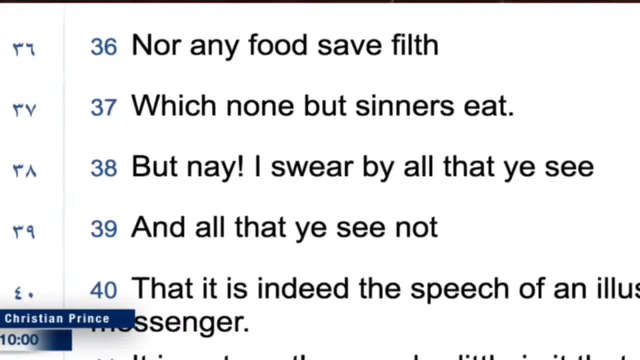 ٣٦ 36 Nor any food save filth
٣٧ 37 Which none but sinners eat.
٣٨ 38 But nay! I swear by all that ye see
٣٩ 39 And all that ye see not
٤٠ 40 That it is indeed the speech of an
messenger.
Christian Prince
10:00